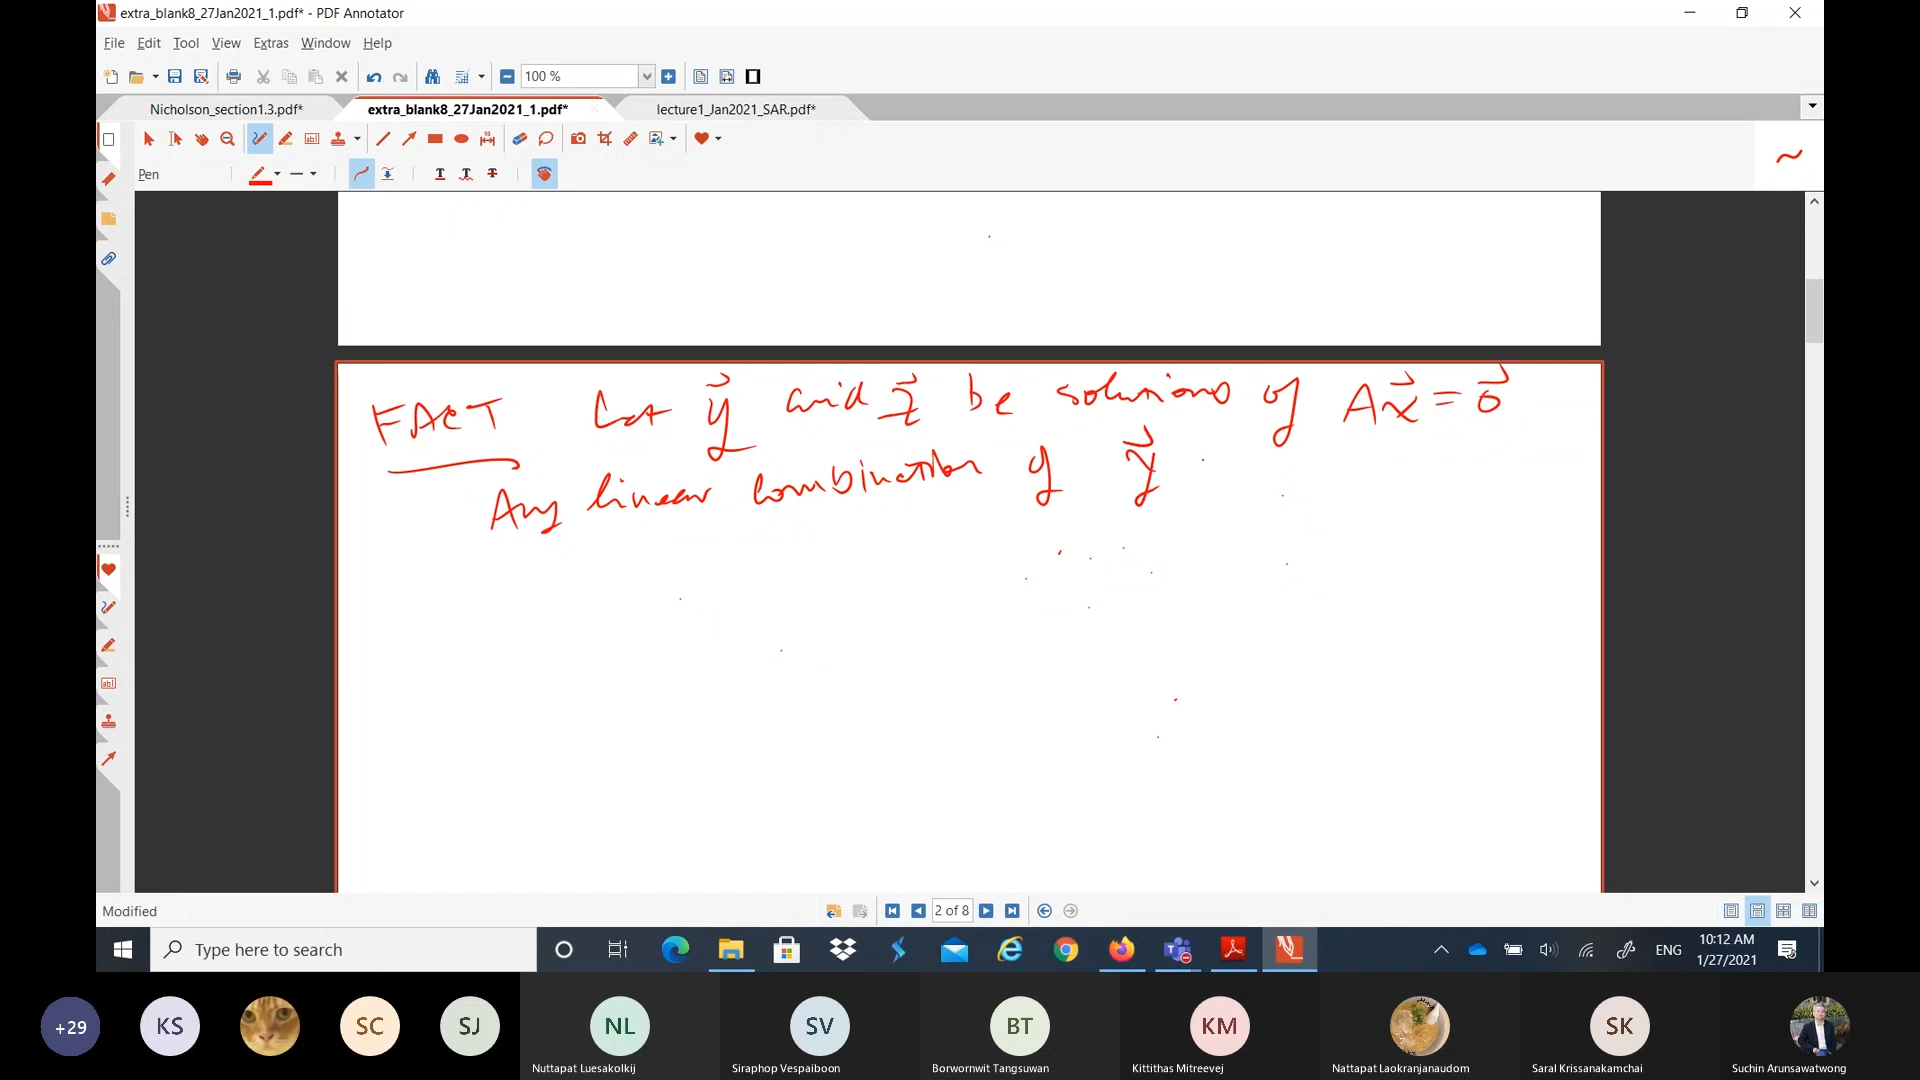 extra_blank8_27Jan2021_1.pdf* - PDF Annotator
File Edit Tool View Extras Window Help
100 %
Nicholson_section1.3.pdf* extra_blank8_27Jan2021_1.pdf* lecture1_Jan2021_SAR.pdf*
Pen
FACT Let y⃗ and z⃗ be solutions of Ax⃗ = 0⃗
Any linear combination of y⃗
Modified 2 of 8
Type here to search
ENG 10:12 AM
1/27/2021
+29 KS SC SJ NL SV BT KM SK
Nuttapat Luesakolkij Siraphop Vespaiboon Borwornwit Tangsuwan Kittithas Mitreevej Nattapat Laokranjanaudom Saral Krissanakamchai Suchin Arunsawatwong